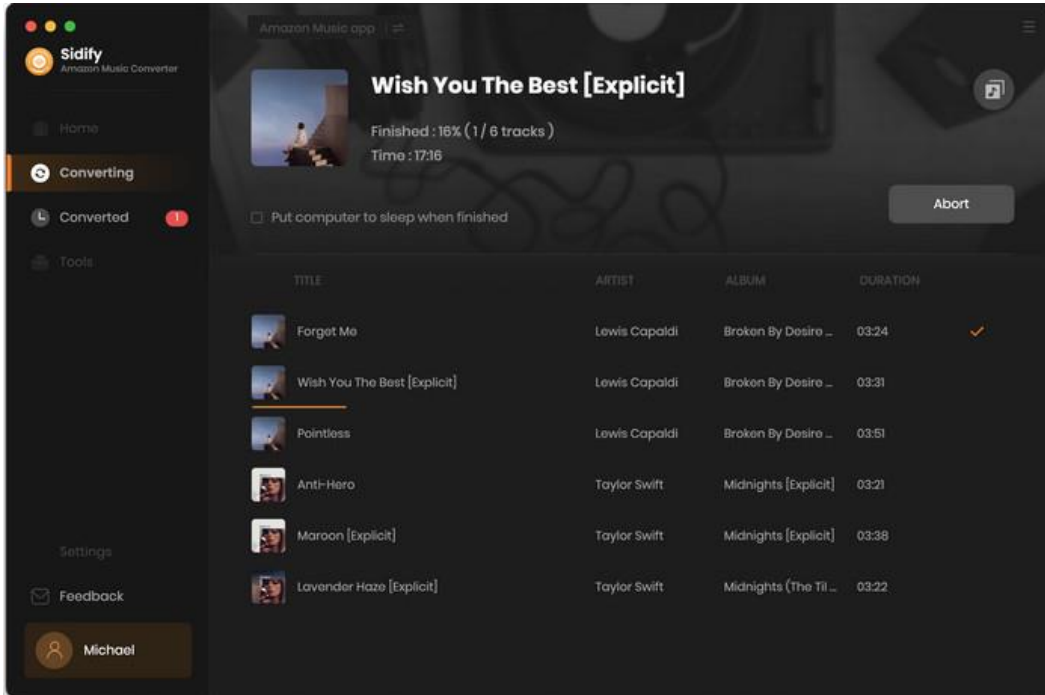 Sidify
Amazon Music Converter
Home
Converting
Converted 1
Tools
Settings
Feedback
Michael
Amazon Music app
Wish You The Best [Explicit]
Finished : 16% ( 1 / 6 tracks )
Time : 17:16
Put computer to sleep when finished
Abort
TITLE ARTIST ALBUM DURATION
Forget Me Lewis Capaldi Broken By Desire ... 03:24
Wish You The Best [Explicit] Lewis Capaldi Broken By Desire ... 03:31
Pointless Lewis Capaldi Broken By Desire ... 03:51
Anti-Hero Taylor Swift Midnights [Explicit] 03:21
Maroon [Explicit] Taylor Swift Midnights [Explicit] 03:38
Lavender Haze [Explicit] Taylor Swift Midnights (The Til ... 03:22